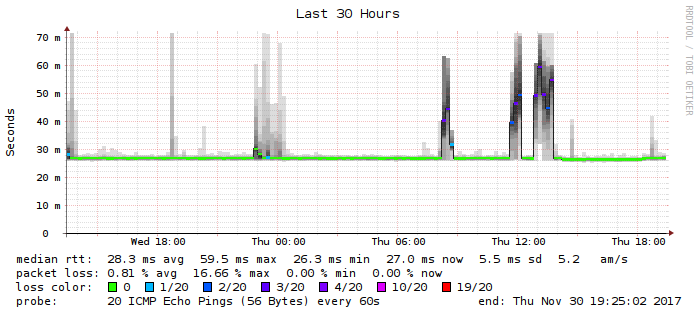 Last 30 Hours
RRDTOOL / TOBI OETIKER
Seconds
70 m
60 m
50 m
40 m
30 m
20 m
10 m
0
Wed 18:00 Thu 00:00 Thu 06:00 Thu 12:00 Thu 18:00
median rtt: 28.3 ms avg 59.5 ms max 26.3 ms min 27.0 ms now 5.5 ms sd 5.2 am/s
packet loss: 0.81 % avg 16.66 % max 0.00 % min 0.00 % now
loss color: 0 1/20 2/20 3/20 4/20 10/20 19/20
probe: 20 ICMP Echo Pings (56 Bytes) every 60s end: Thu Nov 30 19:25:02 2017